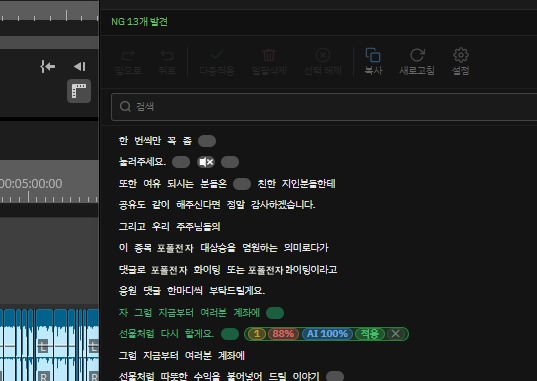 NG 13개 발견
앞으로 뒤로 다중적용 일괄삭제 선택 해제 복사 새로고침 설정
검색
한 번씩만 꼭 좀
눌러주세요.
또한 여유 되시는 분들은 친한 지인분들한테
00:05:00:00
공유도 같이 해주신다면 정말 감사하겠습니다.
그리고 우리 주주님들의
이 종목 포폴전자 대상승을 염원하는 의미로다가
댓글로 포폴전자 화이팅 또는 포폴전자 화이팅이라고
응원 댓글 한마디씩 부탁드릴게요.
자 그럼 지금부터 여러분 계좌에
선물처럼 다시 할게요. 1 88% AI 100% 적용
그럼 지금부터 여러분 계좌에
선물처럼 따뜻한 수익을 불어넣어 드릴 이야기
L L
R R